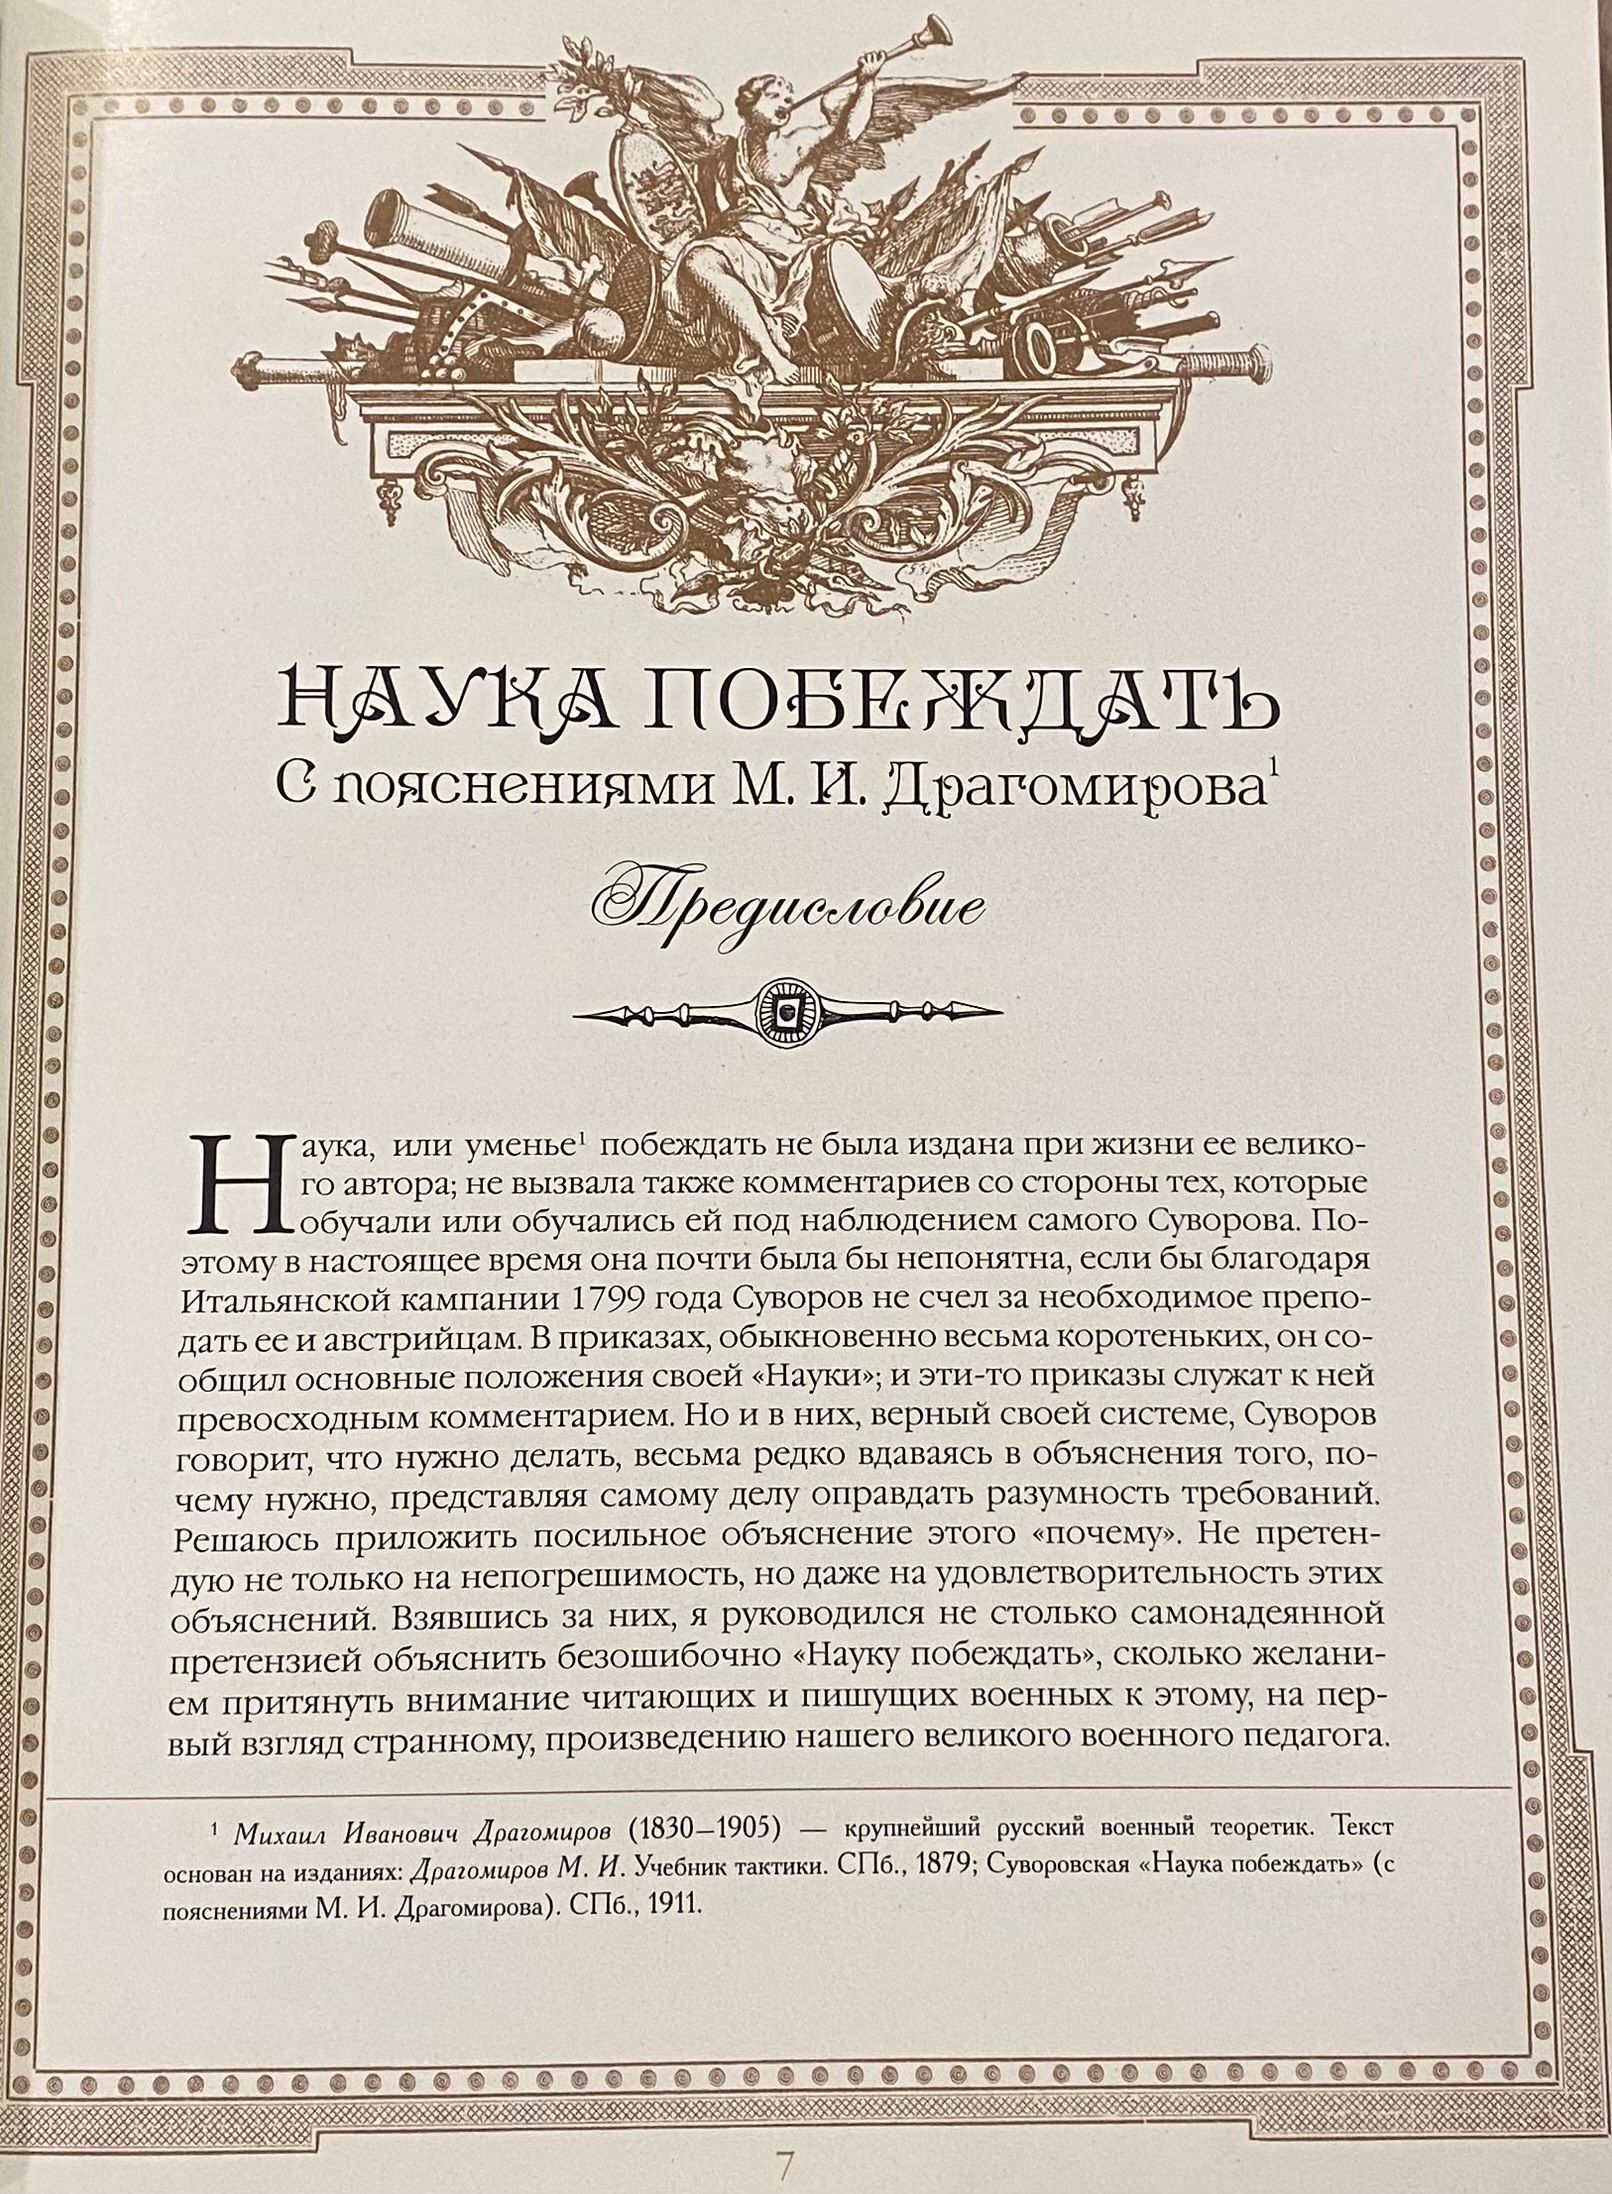 НАУКА ПОБЕЖДАТЬ
С пояснениями М. И. Драгомирова¹
Предисловие
Наука, или уменье¹ побеждать не была издана при жизни ее велико-
го автора; не вызвала также комментариев со стороны тех, которые
обучали или обучались ей под наблюдением самого Суворова. По-
этому в настоящее время она почти была бы непонятна, если бы благодаря
Итальянской кампании 1799 года Суворов не счел за необходимое препо-
дать ее и австрийцам. В приказах, обыкновенно весьма коротеньких, он со-
общил основные положения своей «Науки»; и эти-то приказы служат к ней
превосходным комментарием. Но и в них, верный своей системе, Суворов
говорит, что нужно делать, весьма редко вдаваясь в объяснения того, по-
чему нужно, представляя самому делу оправдать разумность требований.
Решаюсь приложить посильное объяснение этого «почему». Не претен-
дую не только на непогрешимость, но даже на удовлетворительность этих
объяснений. Взявшись за них, я руководился не столько самонадеянной
претензией объяснить безошибочно «Науку побеждать», сколько желани-
ем притянуть внимание читающих и пишущих военных к этому, на пер-
вый взгляд странному, произведению нашего великого военного педагога.
¹ Михаил Иванович Драгомиров (1830–1905) — крупнейший русский военный теоретик. Текст
основан на изданиях: Драгомиров М. И. Учебник тактики. СПб., 1879; Суворовская «Наука побеждать» (с
пояснениями М. И. Драгомирова). СПб., 1911.
7